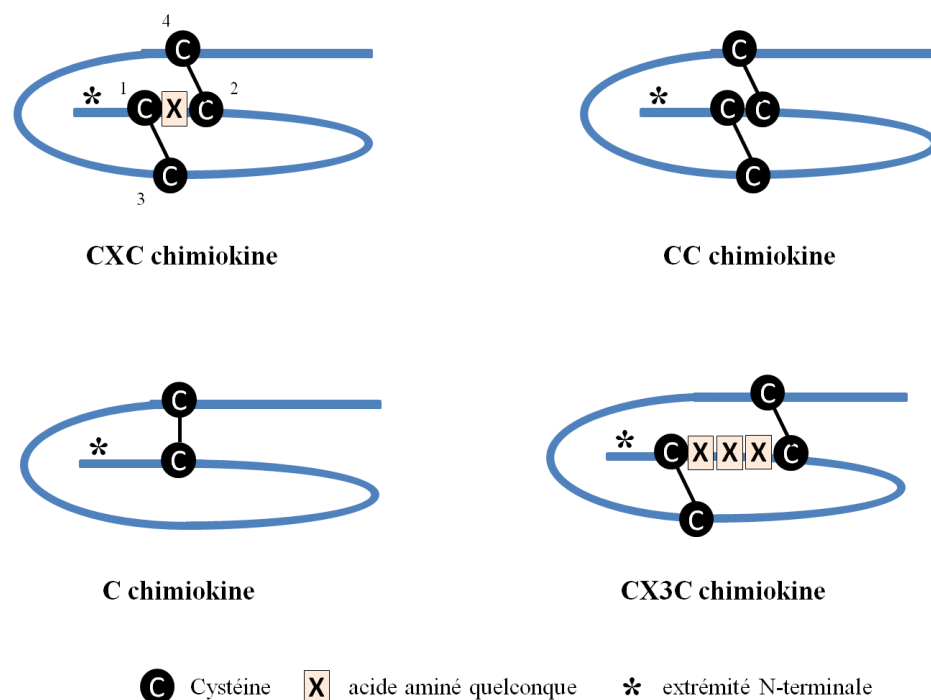 4
C
1 * C X C 2
C
3
CXC chimiokine
C
* C C
C
CC chimiokine
C
* C
C chimiokine
C
* C X X X C
C
CX3C chimiokine
C Cystéine X acide aminé quelconque * extrémité N-terminale